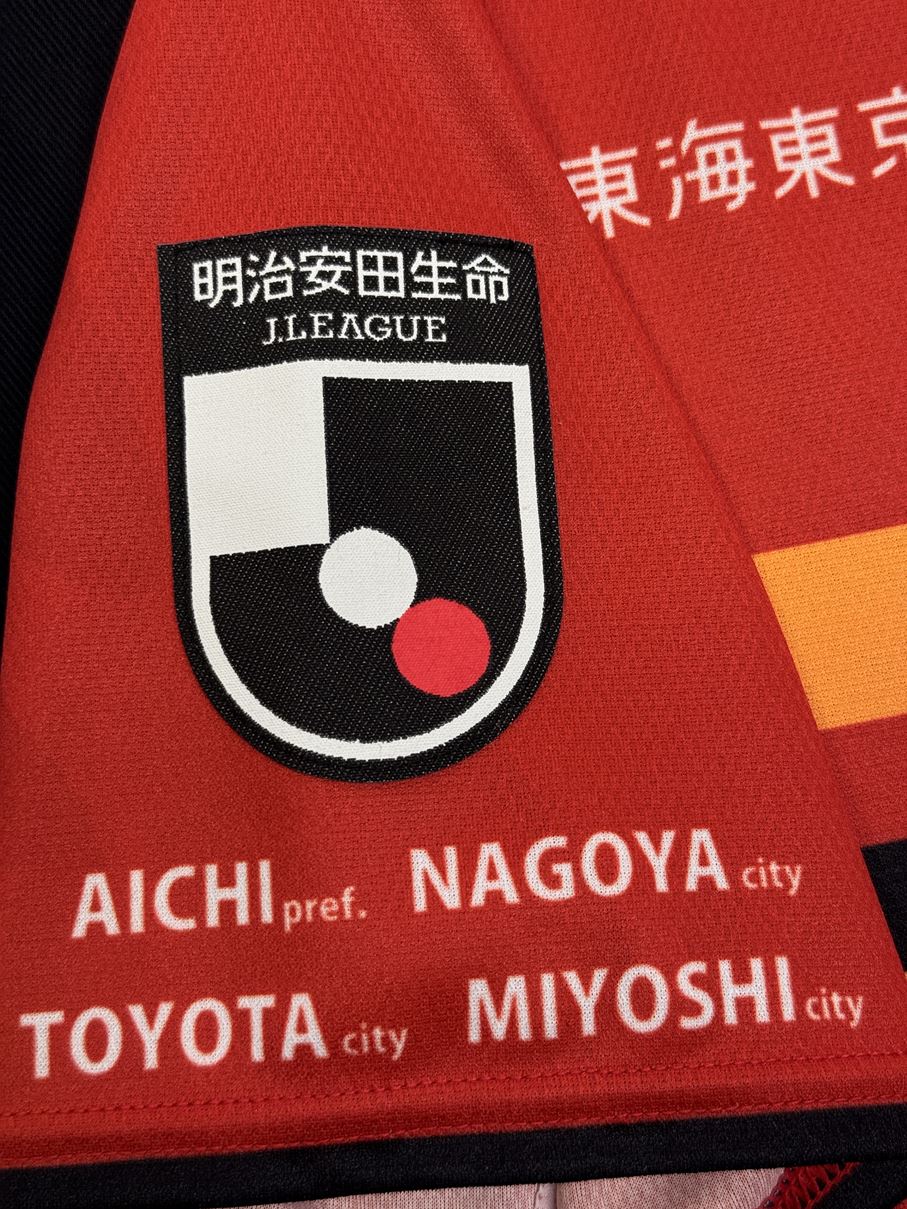 東海東京
明治安田生命
J.LEAGUE
AICHI pref. NAGOYA city
TOYOTA city MIYOSHI city